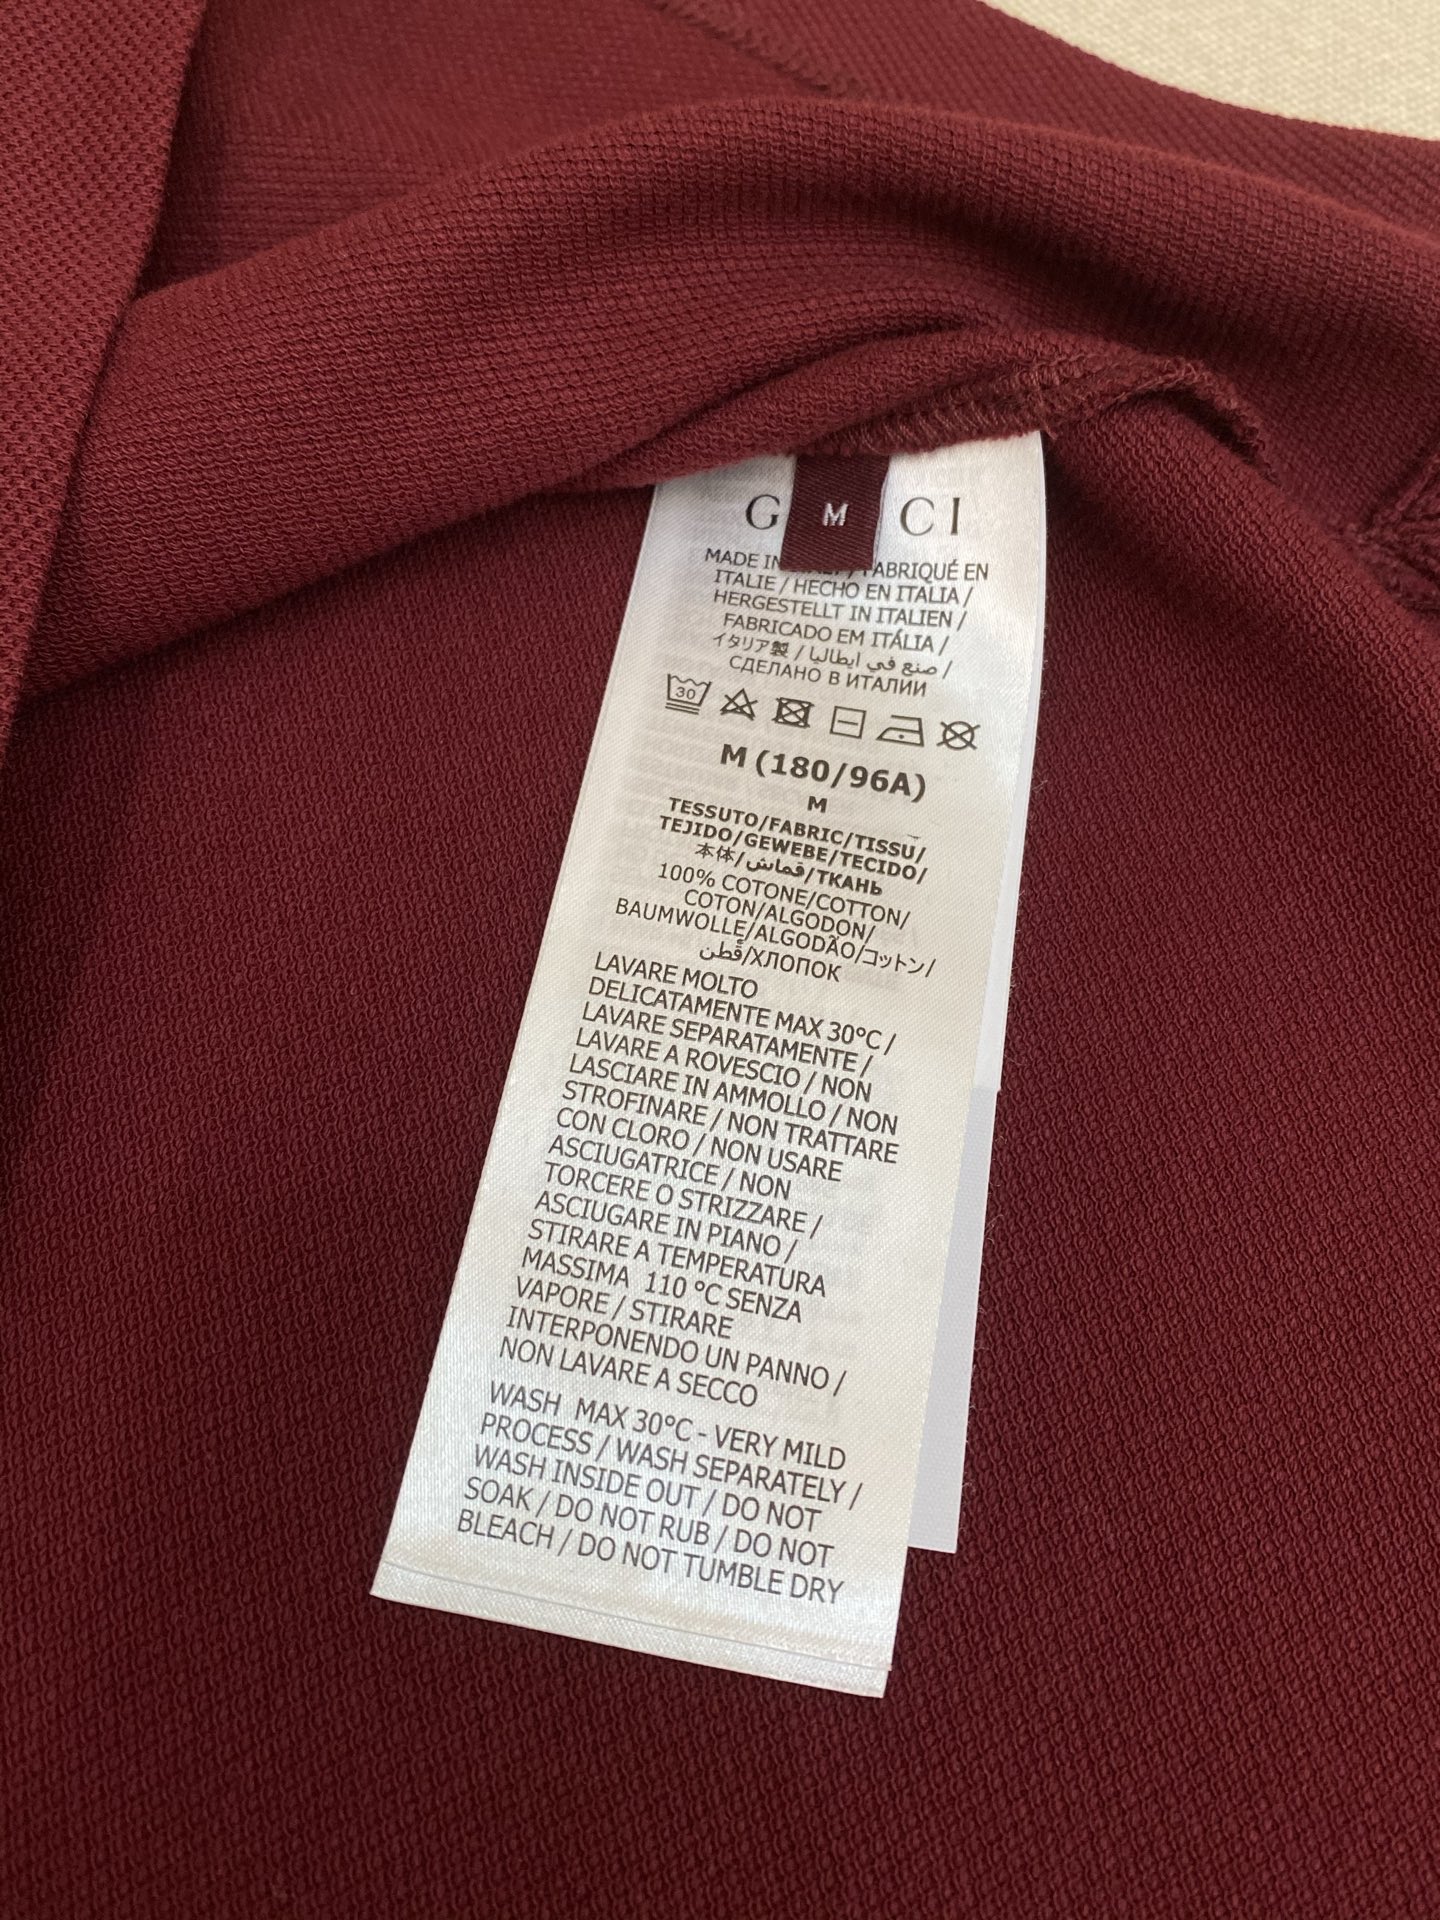 G M CI
MADE IN / FABRIQUÉ EN
ITALIE / HECHO EN ITALIA /
HERGESTELLT IN ITALIEN /
FABRICADO EM ITÁLIA /
イタリア製 / صنع في ايطاليا /
СДЕЛАНО В ИТАЛИИ
30
M (180/96A)
M
TESSUTO/FABRIC/TISSU/
TEJIDO/GEWEBE/TECIDO/
本体/قماش/ТКАНЬ
100% COTONE/COTTON/
COTON/ALGODON/
BAUMWOLLE/ALGODÃO/コットン/
قُطن/ХЛОПОК
LAVARE MOLTO
DELICATAMENTE MAX 30°C /
LAVARE SEPARATAMENTE /
LAVARE A ROVESCIO / NON
LASCIARE IN AMMOLLO / NON
STROFINARE / NON TRATTARE
CON CLORO / NON USARE
ASCIUGATRICE / NON
TORCERE O STRIZZARE /
ASCIUGARE IN PIANO /
STIRARE A TEMPERATURA
MASSIMA 110 °C SENZA
VAPORE / STIRARE
INTERPONENDO UN PANNO /
NON LAVARE A SECCO
WASH MAX 30°C - VERY MILD
PROCESS / WASH SEPARATELY /
WASH INSIDE OUT / DO NOT
SOAK / DO NOT RUB / DO NOT
BLEACH / DO NOT TUMBLE DRY